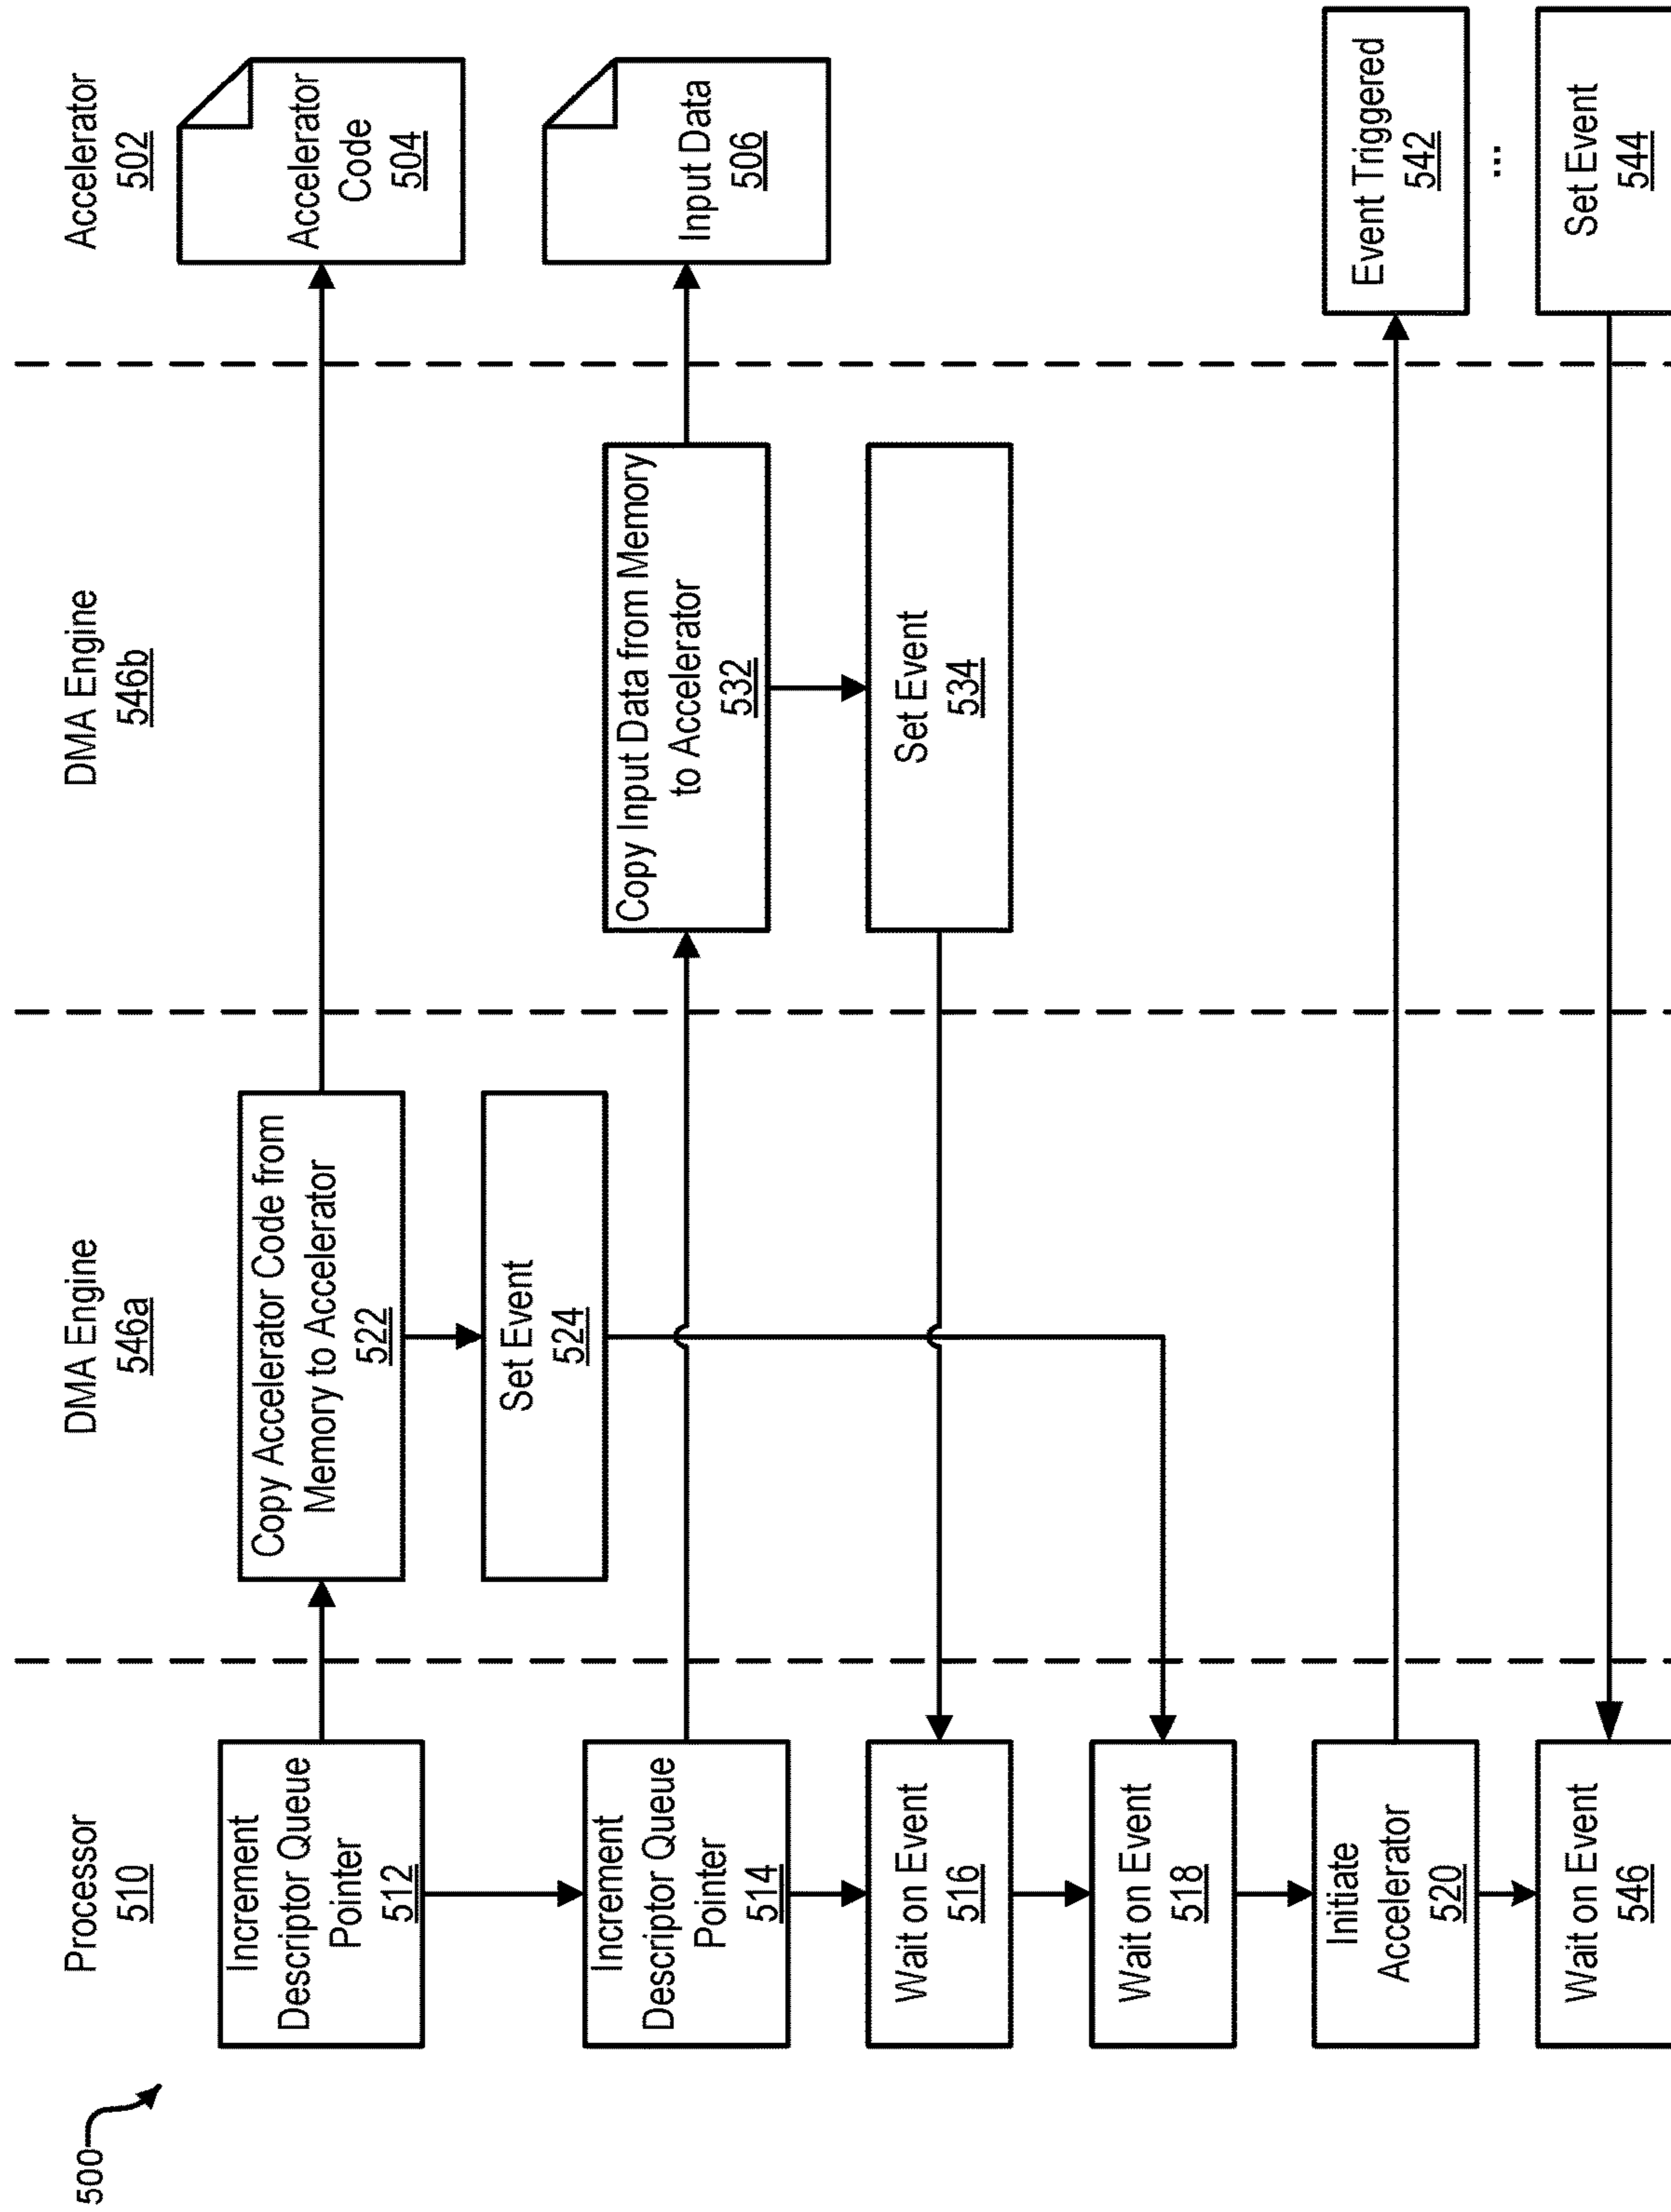 500
Processor
510
DMA Engine
546a
DMA Engine
546b
Accelerator
502
Increment
Descriptor Queue
Pointer
512
Copy Accelerator Code from
Memory to Accelerator
522
Accelerator
Code
504
Set Event
524
Increment
Descriptor Queue
Pointer
514
Copy Input Data from Memory
to Accelerator
532
Input Data
506
Wait on Event
516
Set Event
534
Wait on Event
518
Initiate
Accelerator
520
Event Triggered
542
...
Wait on Event
546
Set Event
544